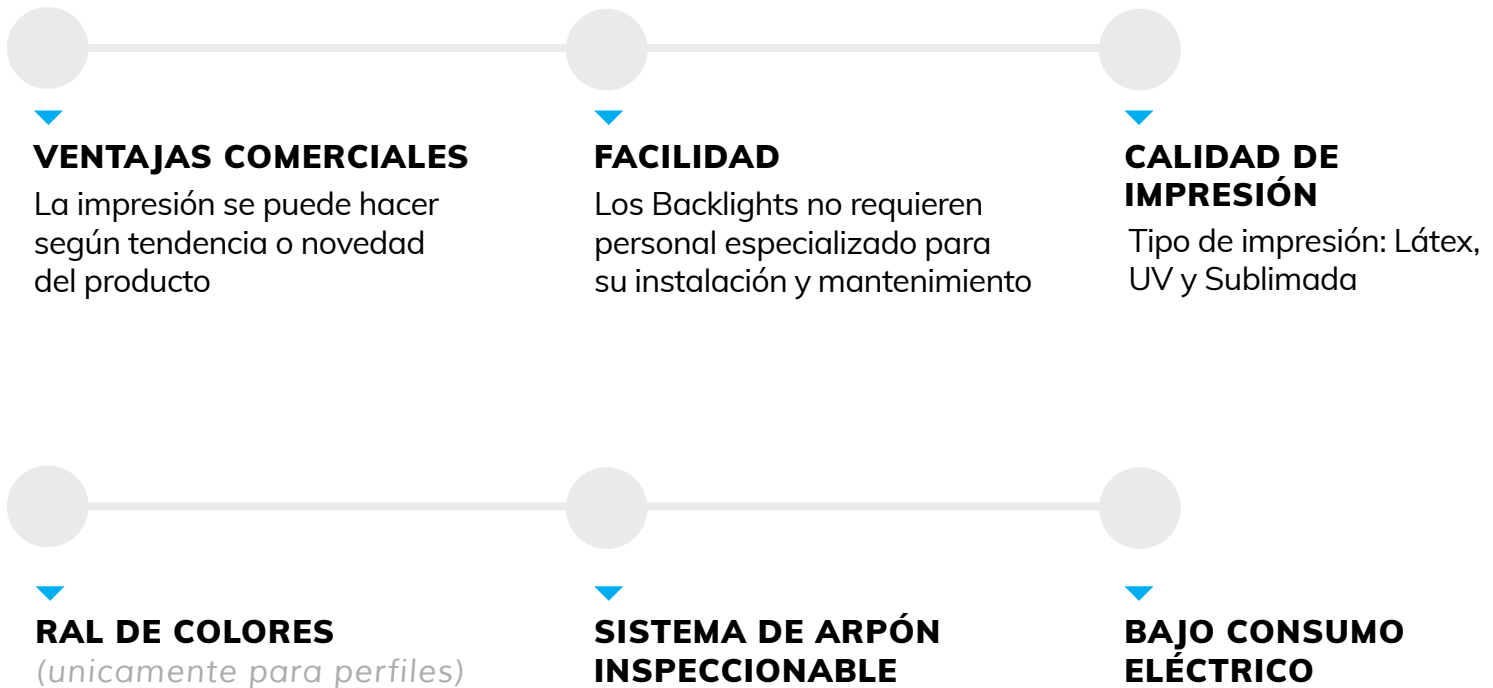 VENTAJAS COMERCIALES
La impresión se puede hacer
según tendencia o novedad
del producto
FACILIDAD
Los Backlights no requieren
personal especializado para
su instalación y mantenimiento
CALIDAD DE
IMPRESIÓN
Tipo de impresión: Látex,
UV y Sublimada
RAL DE COLORES
(unicamente para perfiles)
SISTEMA DE ARPÓN
INSPECCIONABLE
BAJO CONSUMO
ELÉCTRICO